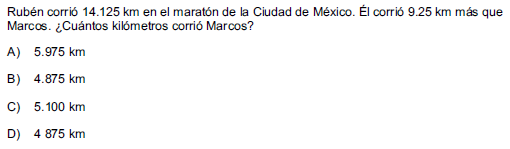 Rubén corrió 14.125 km en el maratón de la Ciudad de México. Él corrió 9.25 km más que
Marcos. ¿Cuántos kilómetros corrió Marcos?
A) 5.975 km
B) 4.875 km
C) 5.100 km
D) 4 875 km